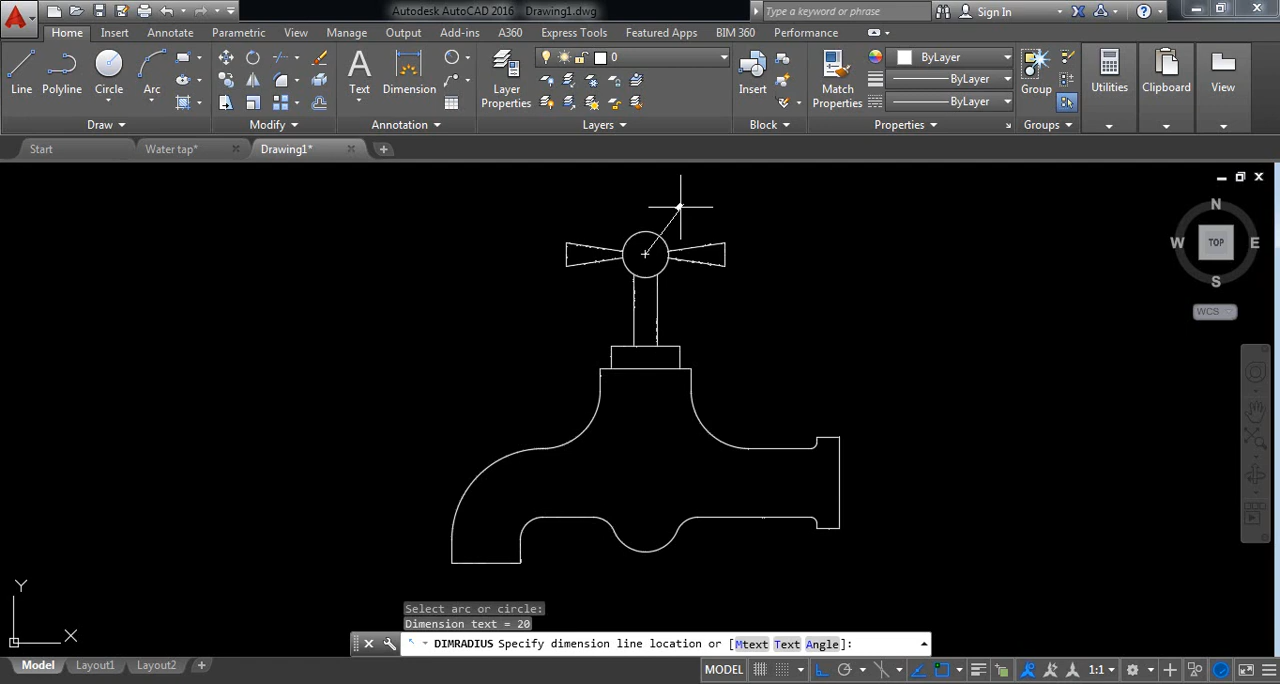 Autodesk AutoCAD 2016 Drawing1.dwg
Type a keyword or phrase
Sign In
Home Insert Annotate Parametric View Manage Output Add-ins A360 Express Tools Featured Apps BIM 360 Performance
Line Polyline Circle Arc
Text Dimension
Layer Properties
0
Insert
Match Properties
ByLayer
ByLayer
ByLayer
Group
Utilities
Clipboard
View
Draw Modify Annotation Layers Block Properties Groups
Start Water tap* Drawing1*
N
W TOP E
S
WCS
Y
X
Select arc or circle:
Dimension text = 20
DIMRADIUS Specify dimension line location or [Mtext Text Angle]:
Model Layout1 Layout2
MODEL 1:1